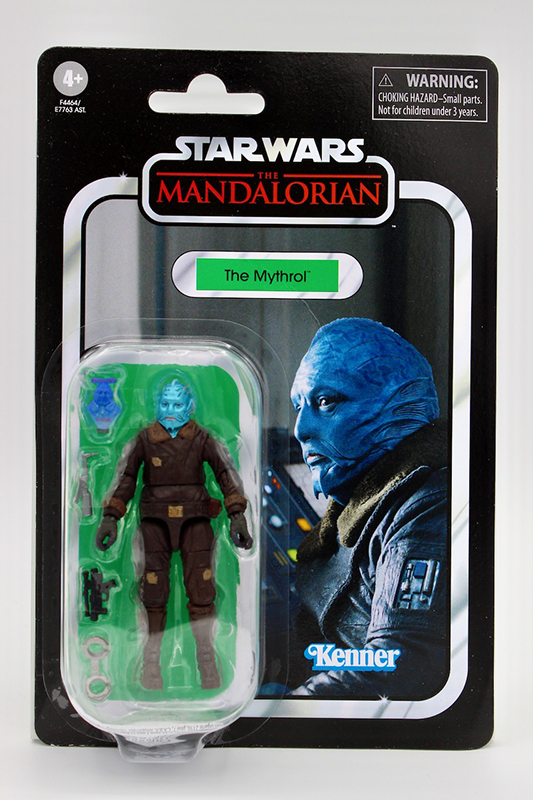 4+
F4464/
E7763 AST.
⚠ WARNING:
CHOKING HAZARD–Small parts.
Not for children under 3 years.
STAR WARS
THE
MANDALORIAN
™
The Mythrol™
Kenner